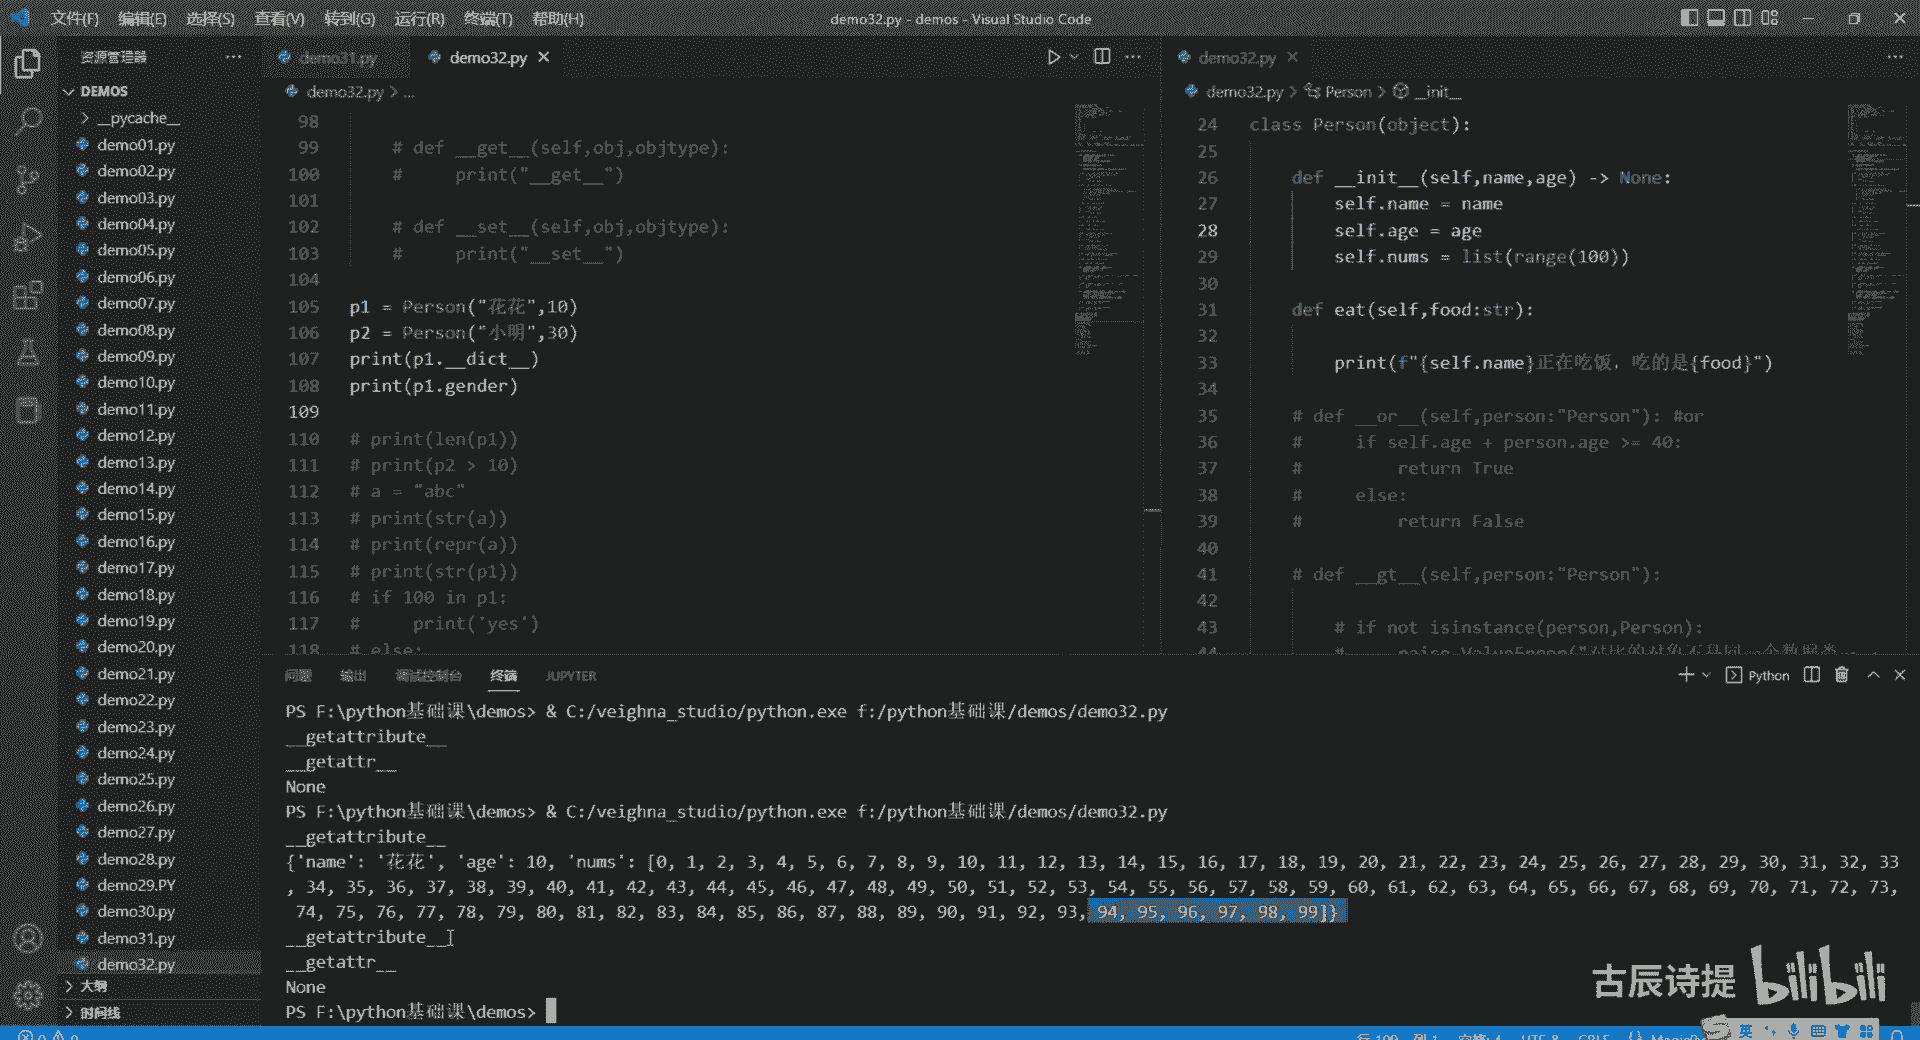 文件(F) 编辑(E) 选择(S) 查看(V) 转到(G) 运行(R) 终端(T) 帮助(H)
demo32.py - demos - Visual Studio Code
资源管理器
DEMOS
__pycache__
demo01.py
demo02.py
demo03.py
demo04.py
demo05.py
demo06.py
demo07.py
demo08.py
demo09.py
demo10.py
demo11.py
demo12.py
demo13.py
demo14.py
demo15.py
demo16.py
demo17.py
demo18.py
demo19.py
demo20.py
demo21.py
demo22.py
demo23.py
demo24.py
demo25.py
demo26.py
demo27.py
demo28.py
demo29.PY
demo30.py
demo31.py
demo32.py
大纲
时间线
demo31.py
demo32.py
demo32.py > ...
98
99 # def __get__(self,obj,objtype):
100 #     print("__get__")
101
102 # def __set__(self,obj,objtype):
103 #     print("__set__")
104
105 p1 = Person("花花",10)
106 p2 = Person("小明",30)
107 print(p1.__dict__)
108 print(p1.gender)
109
110 # print(len(p1))
111 # print(p2 > 10)
112 # a = "abc"
113 # print(str(a))
114 # print(repr(a))
115 # print(str(p1))
116 # if 100 in p1:
117 #     print('yes')
118 # else:
demo32.py
demo32.py > Person > __init__
24 class Person(object):
25
26 def __init__(self,name,age) -> None:
27 self.name = name
28 self.age = age
29 self.nums = list(range(100))
30
31 def eat(self,food:str):
32
33 print(f"{self.name}正在吃饭，吃的是{food}")
34
35 # def __or__(self,person:"Person"): #or
36 #     if self.age + person.age >= 40:
37 #         return True
38 #     else:
39 #         return False
40
41 # def __gt__(self,person:"Person"):
42
43 # if not isinstance(person,Person):
44 #     raise ValueError("对比的对象不是同一个数据类
问题 输出 调试控制台 终端 JUPYTER
Python
PS F:\python基础课\demos> & C:/veighna_studio/python.exe f:/python基础课/demos/demo32.py
__getattribute__
__getattr__
None
PS F:\python基础课\demos> & C:/veighna_studio/python.exe f:/python基础课/demos/demo32.py
__getattribute__
{'name': '花花', 'age': 10, 'nums': [0, 1, 2, 3, 4, 5, 6, 7, 8, 9, 10, 11, 12, 13, 14, 15, 16, 17, 18, 19, 20, 21, 22, 23, 24, 25, 26, 27, 28, 29, 30, 31, 32, 33
, 34, 35, 36, 37, 38, 39, 40, 41, 42, 43, 44, 45, 46, 47, 48, 49, 50, 51, 52, 53, 54, 55, 56, 57, 58, 59, 60, 61, 62, 63, 64, 65, 66, 67, 68, 69, 70, 71, 72, 73,
74, 75, 76, 77, 78, 79, 80, 81, 82, 83, 84, 85, 86, 87, 88, 89, 90, 91, 92, 93, 94, 95, 96, 97, 98, 99]}
__getattribute__
__getattr__
None
PS F:\python基础课\demos>
古辰诗提 bilibili
英